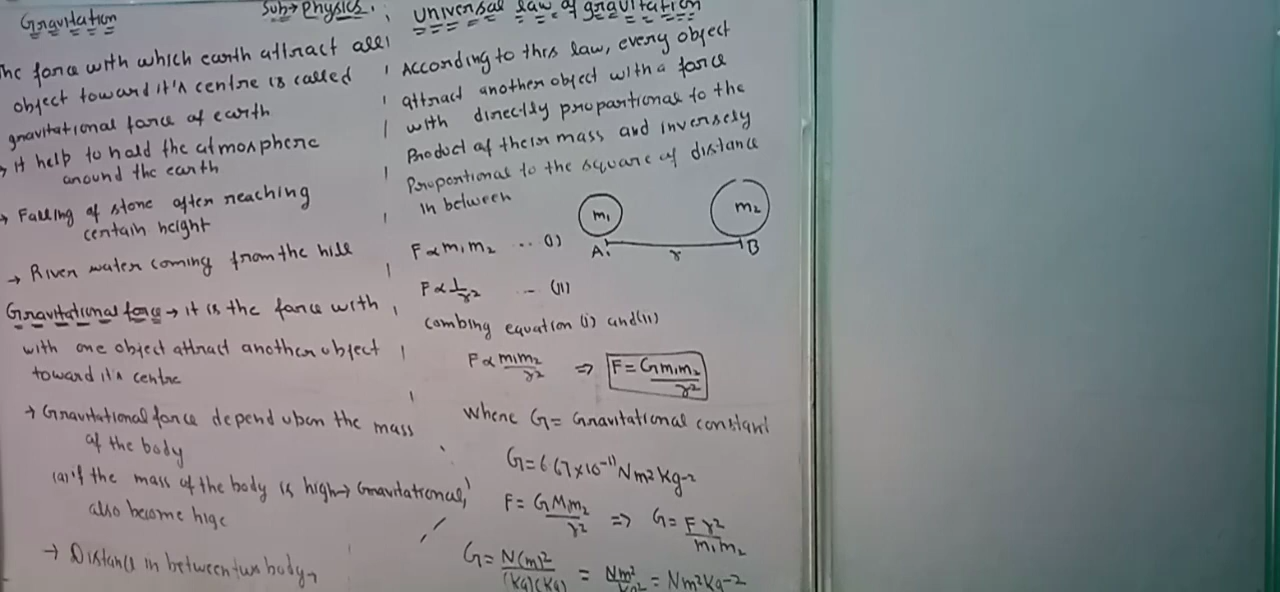 Gravitation
Sub→ Physics.
The force with which earth attract all
object toward it's centre is called
gravitational force of earth
→ It help to hold the atmosphere
around the earth
→ Falling of stone after reaching
certain height
→ River water coming from the hill
Gravitational force → it is the force with
with one object attract another object
toward it's centre
→ Gravitational force depend upon the mass
of the body
(a) if the mass of the body is high → Gravitational,
also become hige
→ Distance in between two body→
Universal law of gravitation
According to this law, every object
attract another object with a force
with directly proportional to the
Product of their mass and inversely
Proportional to the square of distance
in between
m₁ m₂
A r B
F ∝ m₁m₂ .. (i)
F ∝ 1/r² - (ii)
combing equation (i) and (ii)
F ∝ m₁m₂/r² ⇒ F = Gm₁m₂/r²
Where G = Gravitational constant
G = 6.67×10⁻¹¹ Nm² kg-2
F = GMm₂/r² ⇒ G = Fr²/m₁m₂
G = N(m)²/(kg)(kg) = Nm²/kg² = Nm²kg-2